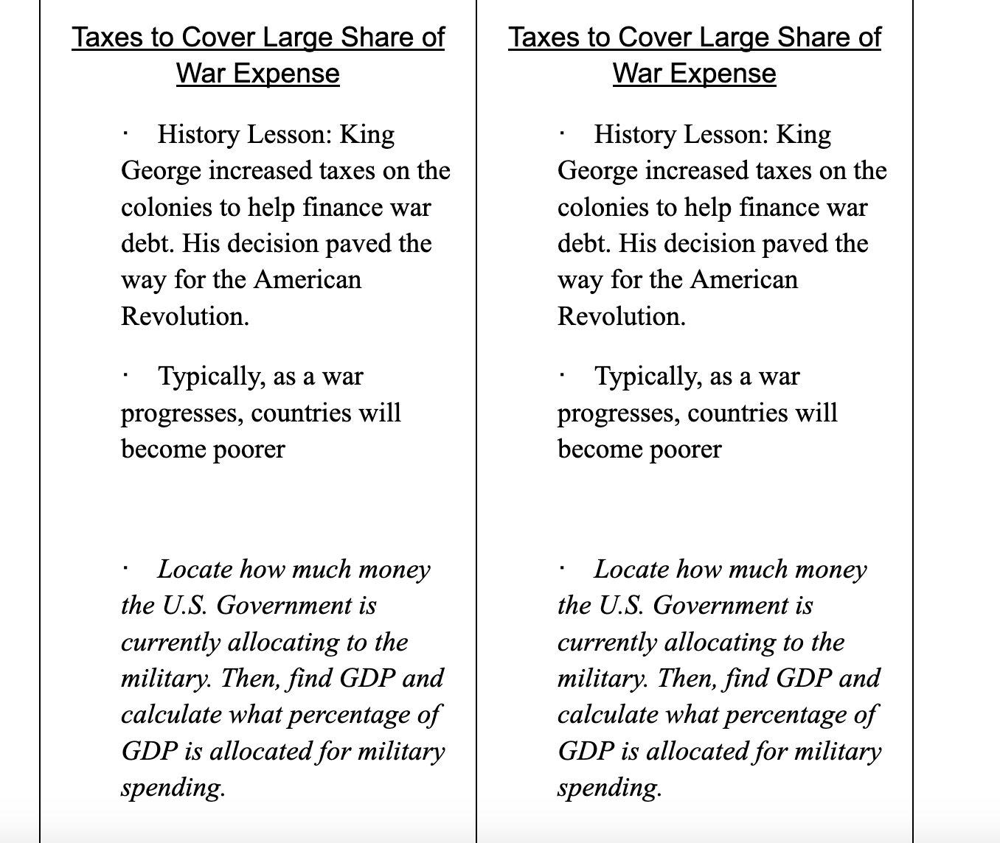 Taxes to Cover Large Share of
War Expense
· History Lesson: King
George increased taxes on the
colonies to help finance war
debt. His decision paved the
way for the American
Revolution.
· Typically, as a war
progresses, countries will
become poorer
· Locate how much money
the U.S. Government is
currently allocating to the
military. Then, find GDP and
calculate what percentage of
GDP is allocated for military
spending.
Taxes to Cover Large Share of
War Expense
· History Lesson: King
George increased taxes on the
colonies to help finance war
debt. His decision paved the
way for the American
Revolution.
· Typically, as a war
progresses, countries will
become poorer
· Locate how much money
the U.S. Government is
currently allocating to the
military. Then, find GDP and
calculate what percentage of
GDP is allocated for military
spending.